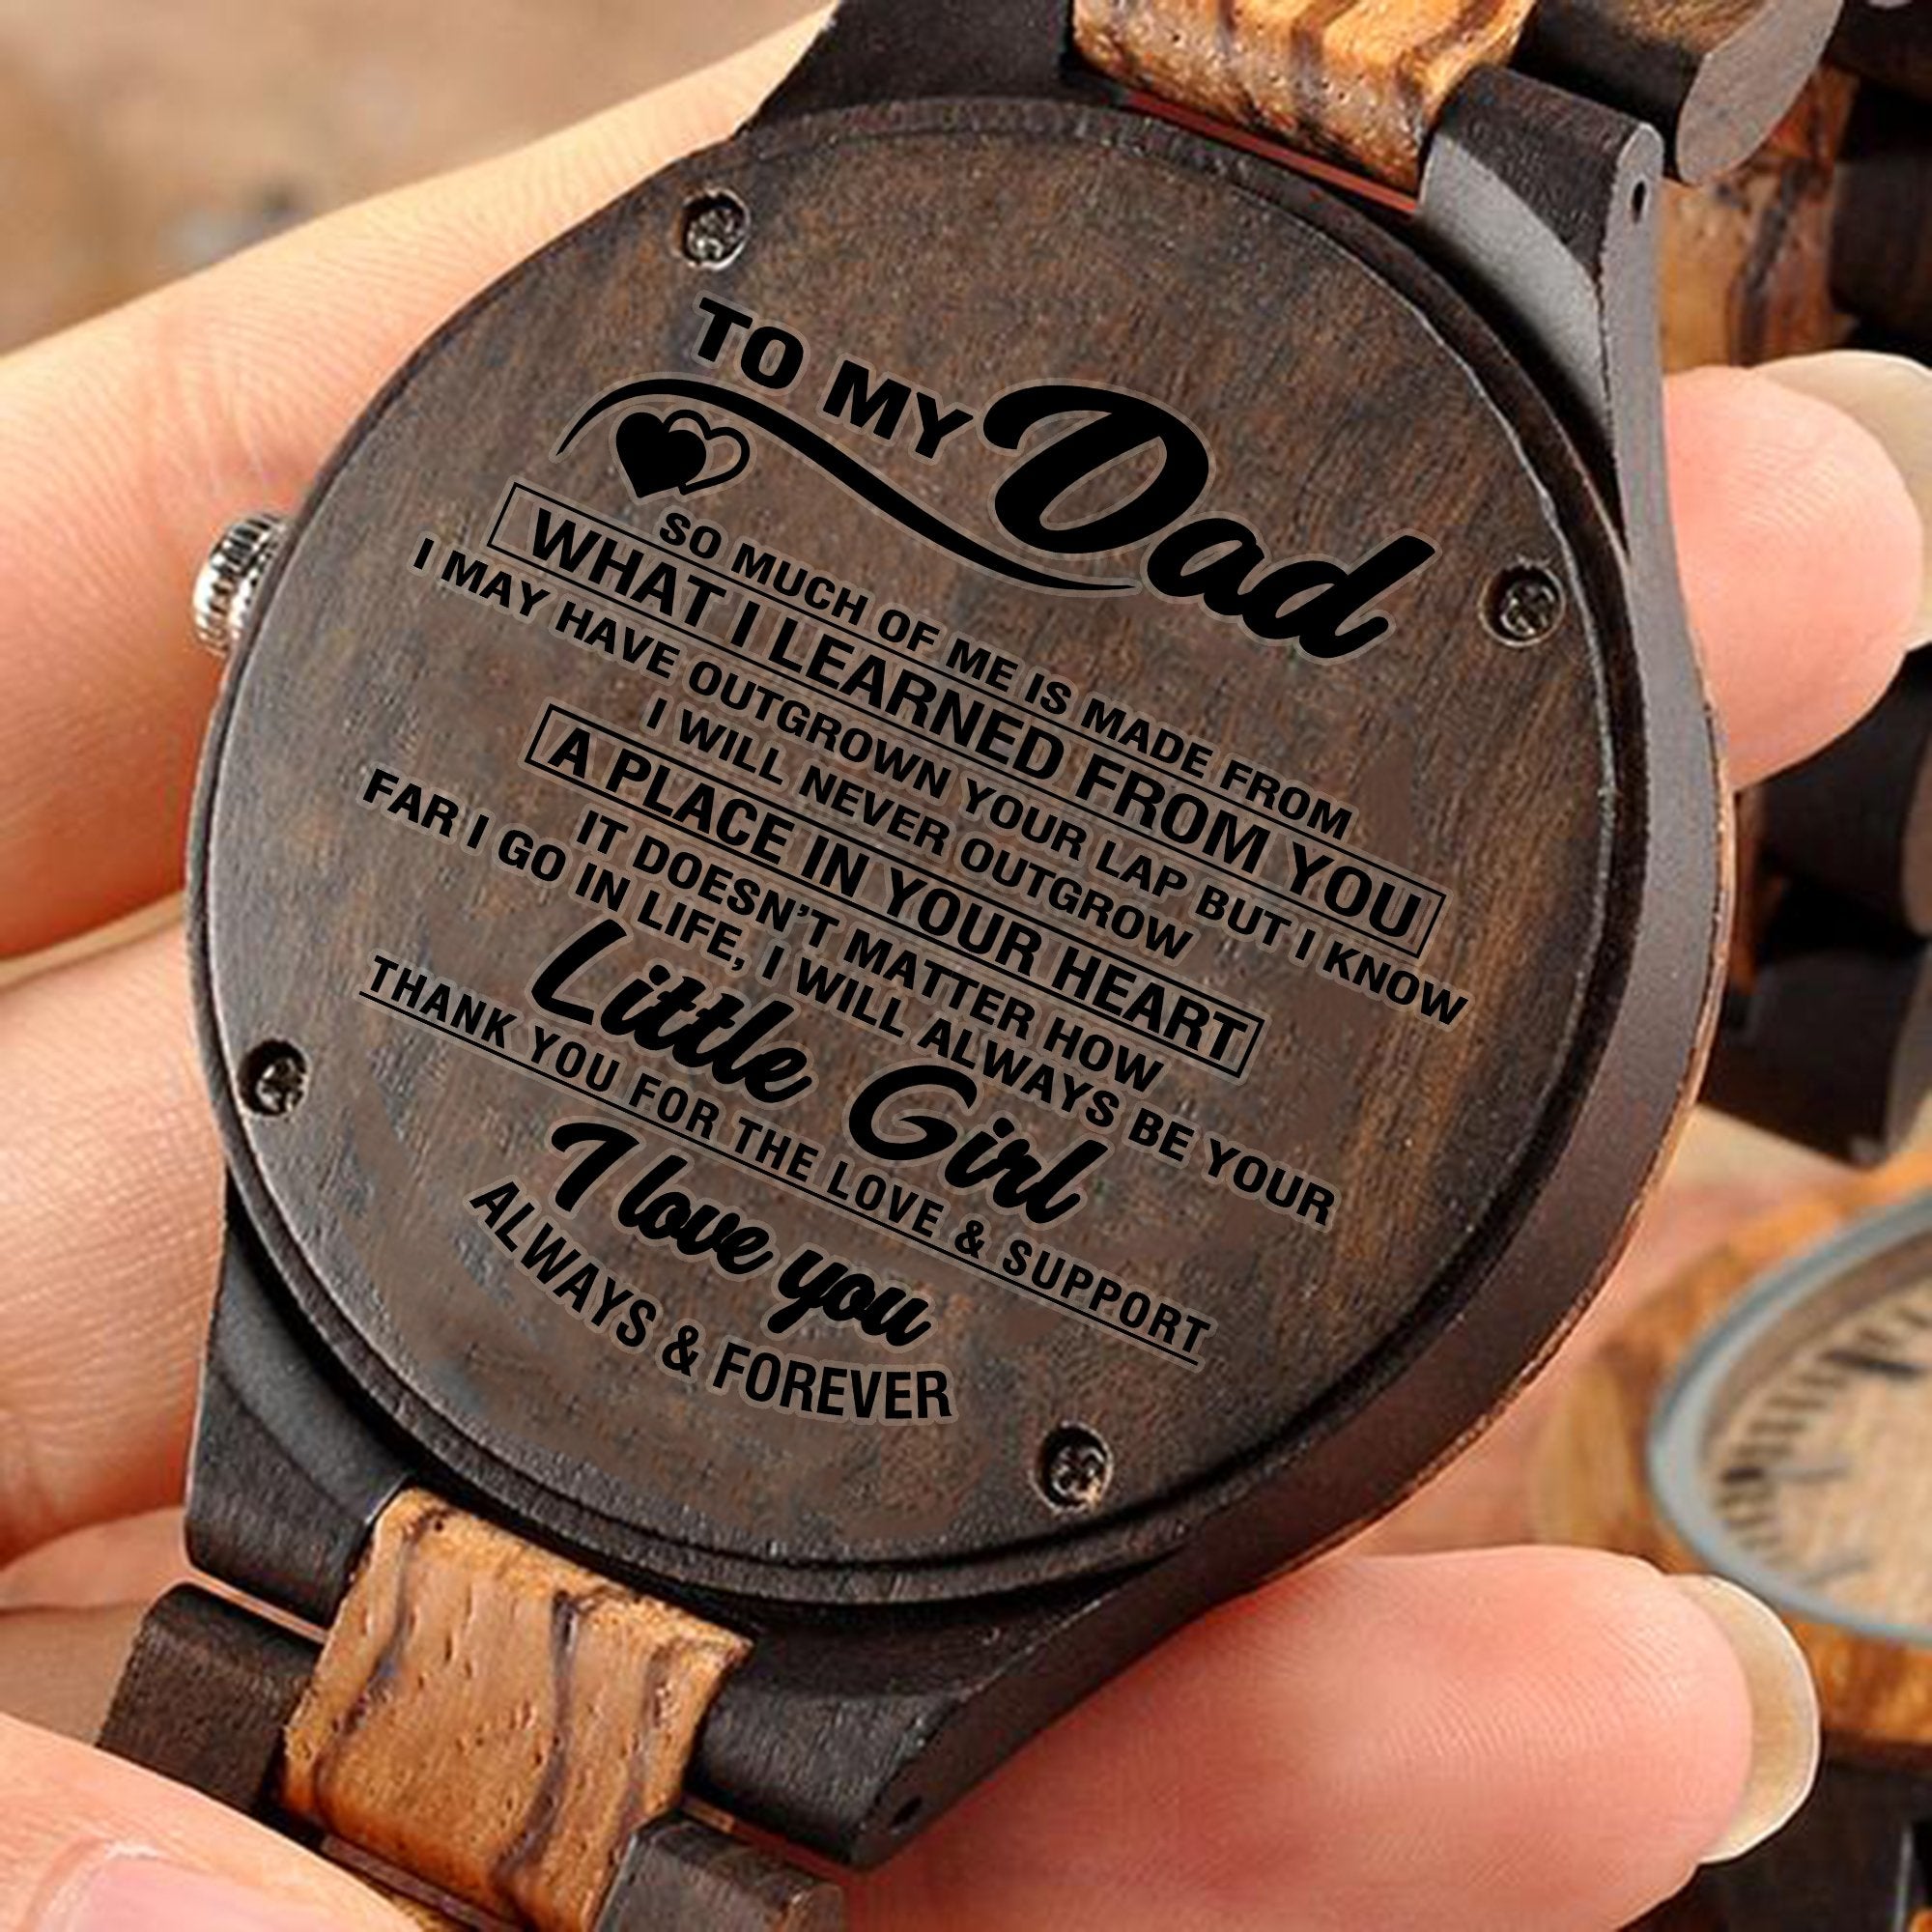 TO MY Dad
SO MUCH OF ME IS MADE FROM
WHAT I LEARNED FROM YOU
I MAY HAVE OUTGROWN YOUR LAP BUT I KNOW
I WILL NEVER OUTGROW
A PLACE IN YOUR HEART
IT DOESN'T MATTER HOW
FAR I GO IN LIFE, I WILL ALWAYS BE YOUR
Little Girl
THANK YOU FOR THE LOVE & SUPPORT
I love you
ALWAYS & FOREVER